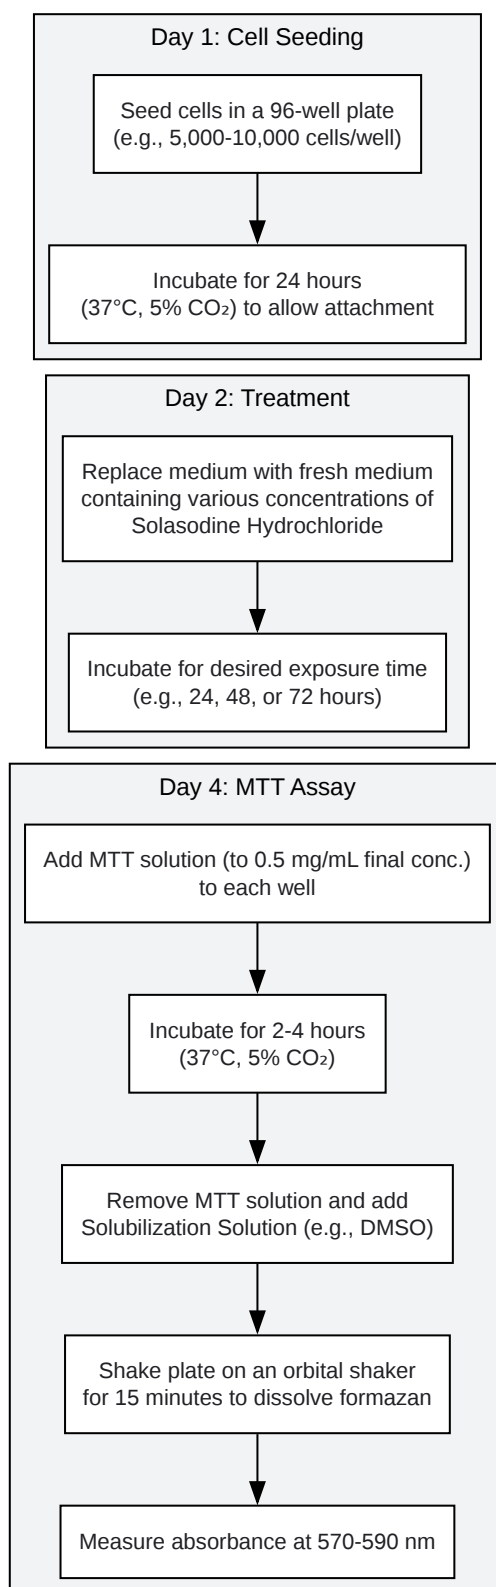 Day 1: Cell Seeding
Seed cells in a 96-well plate
(e.g., 5,000-10,000 cells/well)
Incubate for 24 hours
(37°C, 5% CO₂) to allow attachment
Day 2: Treatment
Replace medium with fresh medium
containing various concentrations of
Solasodine Hydrochloride
Incubate for desired exposure time
(e.g., 24, 48, or 72 hours)
Day 4: MTT Assay
Add MTT solution (to 0.5 mg/mL final conc.)
to each well
Incubate for 2-4 hours
(37°C, 5% CO₂)
Remove MTT solution and add
Solubilization Solution (e.g., DMSO)
Shake plate on an orbital shaker
for 15 minutes to dissolve formazan
Measure absorbance at 570-590 nm